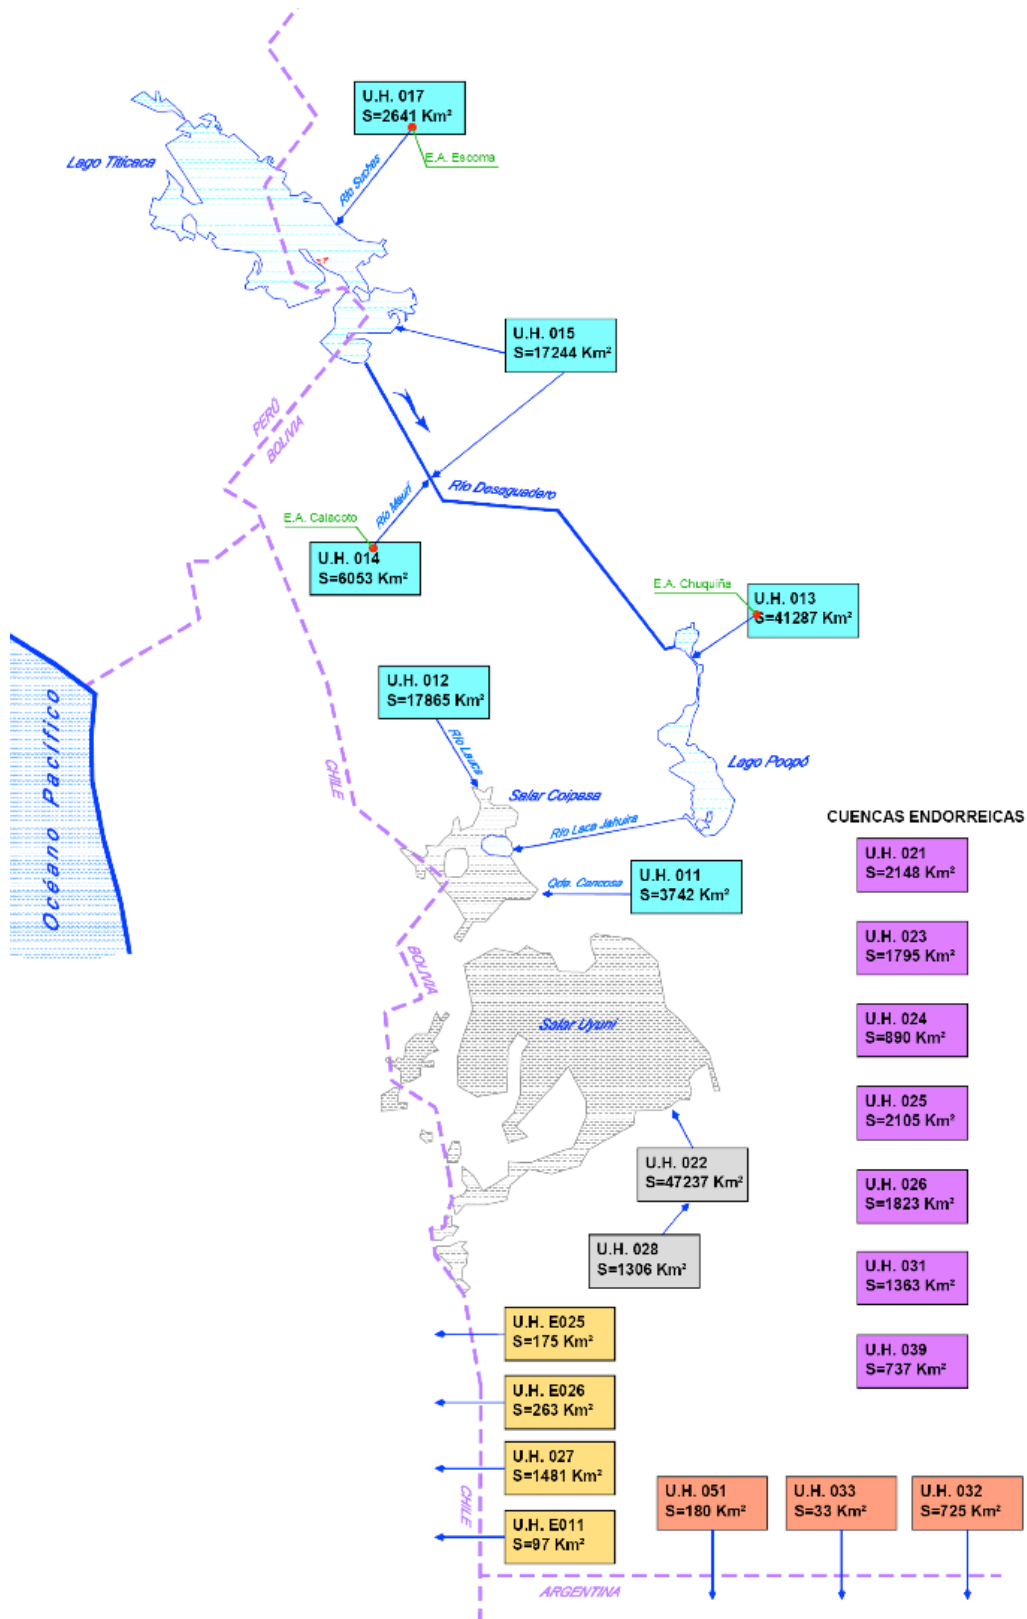 U.H. 017
S=2641 Km²
E.A. Escoma
Lago Titicaca
Río Suches
U.H. 015
S=17244 Km²
PERÚ
BOLIVIA
Río Desaguadero
Río Mauri
E.A. Calacoto
U.H. 014
S=6053 Km²
E.A. Chuquiña
U.H. 013
S=41287 Km²
U.H. 012
S=17865 Km²
Océano Pacífico
Río Lauca
CHILE
Lago Poopó
Salar Coipasa
Río Laca Jahuira
CUENCAS ENDORREICAS
U.H. 021
S=2148 Km²
U.H. 011
S=3742 Km²
Qda. Cancosa
U.H. 023
S=1795 Km²
BOLIVIA
Salar Uyuni
U.H. 024
S=890 Km²
U.H. 025
S=2105 Km²
U.H. 022
S=47237 Km²
U.H. 026
S=1823 Km²
U.H. 028
S=1306 Km²
U.H. 031
S=1363 Km²
U.H. E025
S=175 Km²
U.H. 039
S=737 Km²
U.H. E026
S=263 Km²
U.H. 027
S=1481 Km²
CHILE
U.H. E011
S=97 Km²
U.H. 051
S=180 Km²
U.H. 033
S=33 Km²
U.H. 032
S=725 Km²
ARGENTINA